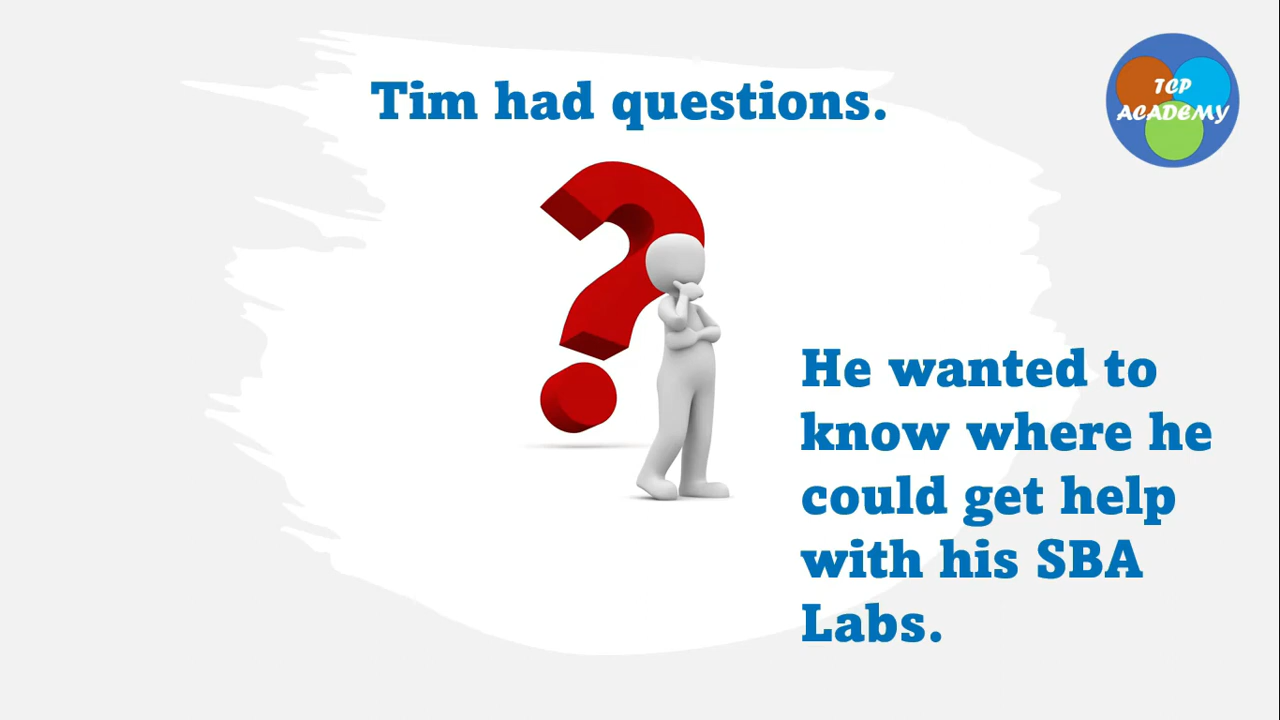 Tim had questions.
TCP
ACADEMY
He wanted to
know where he
could get help
with his SBA
Labs.